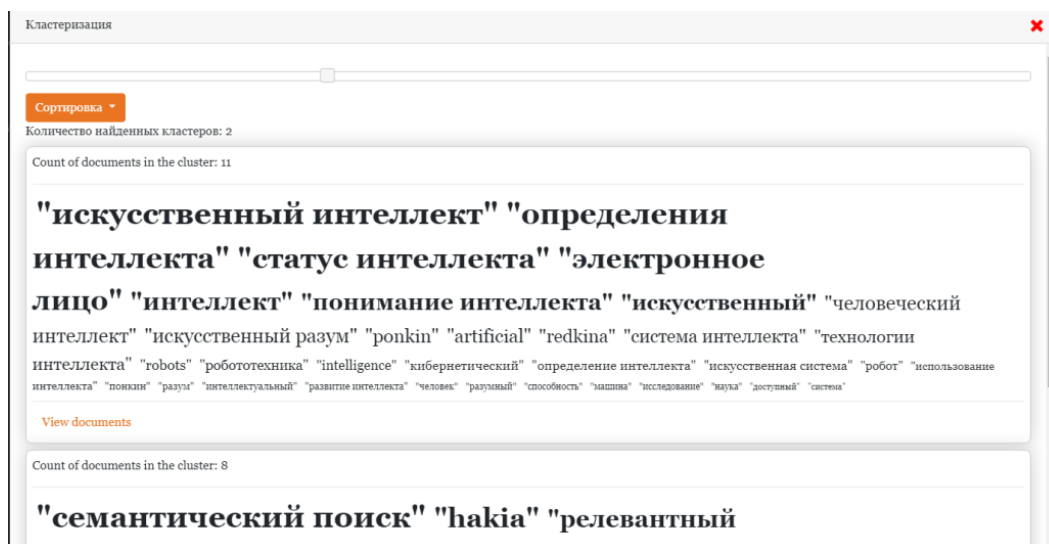 Кластеризация
Сортировка
Количество найденных кластеров: 2
Count of documents in the cluster: 11
"искусственный интеллект" "определения
интеллекта" "статус интеллекта" "электронное
лицо" "интеллект" "понимание интеллекта" "искусственный" "человеческий
интеллект" "искусственный разум" "ponkin" "artificial" "redkina" "система интеллекта" "технологии
интеллекта" "robots" "робототехника" "intelligence" "кибернетический" "определение интеллекта" "искусственная система" "робот" "использование
интеллекта" "понкин" "разум" "интеллектуальный" "развитие интеллекта" "человек" "разумный" "способность" "машина" "исследование" "наука" "доступный" "система"
View documents
Count of documents in the cluster: 8
"семантический поиск" "hakia" "релевантный